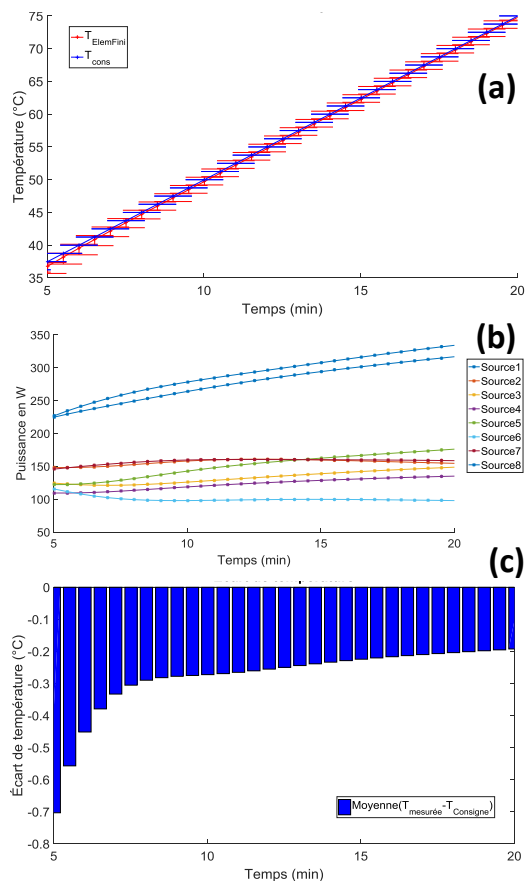 75
70
65
60
55
50
45
40
35
Température (°C)
T_ElemFini
T_cons
(a)
5
10
15
20
Temps (min)
(b)
350
300
250
200
150
100
50
Puissance en W
Source1
Source2
Source3
Source4
Source5
Source6
Source7
Source8
5
10
15
20
Temps (min)
(c)
0
-0.1
-0.2
-0.3
-0.4
-0.5
-0.6
-0.7
-0.8
Écart de température (°C)
Moyenne(T_mesurée-T_Consigne)
5
10
15
20
Temps (min)